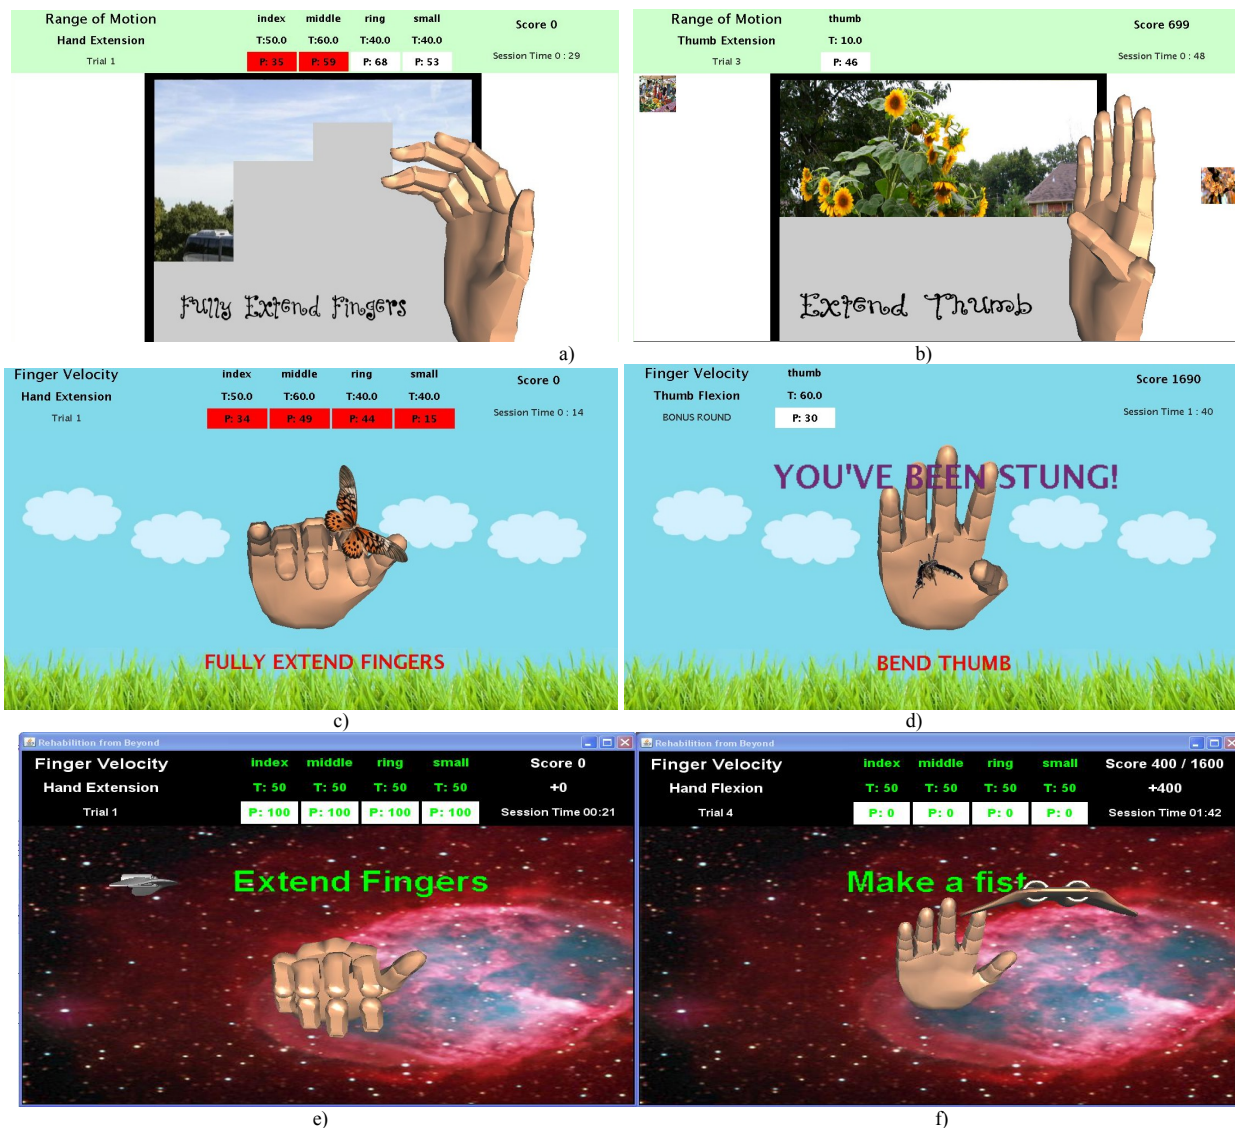 Range of Motion index middle ring small Score 0
Hand Extension T:50.0 T:60.0 T:40.0 T:40.0
Trial 1 P: 35 P: 59 P: 68 P: 53 Session Time 0 : 29
Fully Extend Fingers
a)
Range of Motion thumb Score 699
Thumb Extension T: 10.0
Trial 3 P: 46 Session Time 0 : 48
Extend Thumb
b)
Finger Velocity index middle ring small Score 0
Hand Extension T:50.0 T:60.0 T:40.0 T:40.0
Trial 1 P: 34 P: 49 P: 44 P: 15 Session Time 0 : 14
FULLY EXTEND FINGERS
c)
Finger Velocity thumb Score 1690
Thumb Flexion T: 60.0
BONUS ROUND P: 30 Session Time 1 : 40
YOU'VE BEEN STUNG!
BEND THUMB
d)
Rehabilition from Beyond
Finger Velocity index middle ring small Score 0
Hand Extension T: 50 T: 50 T: 50 T: 50 +0
Trial 1 P: 100 P: 100 P: 100 P: 100 Session Time 00:21
Extend Fingers
e)
Rehabilition from Beyond
Finger Velocity index middle ring small Score 400 / 1600
Hand Flexion T: 50 T: 50 T: 50 T: 50 +400
Trial 4 P: 0 P: 0 P: 0 P: 0 Session Time 01:42
Make a fist
f)